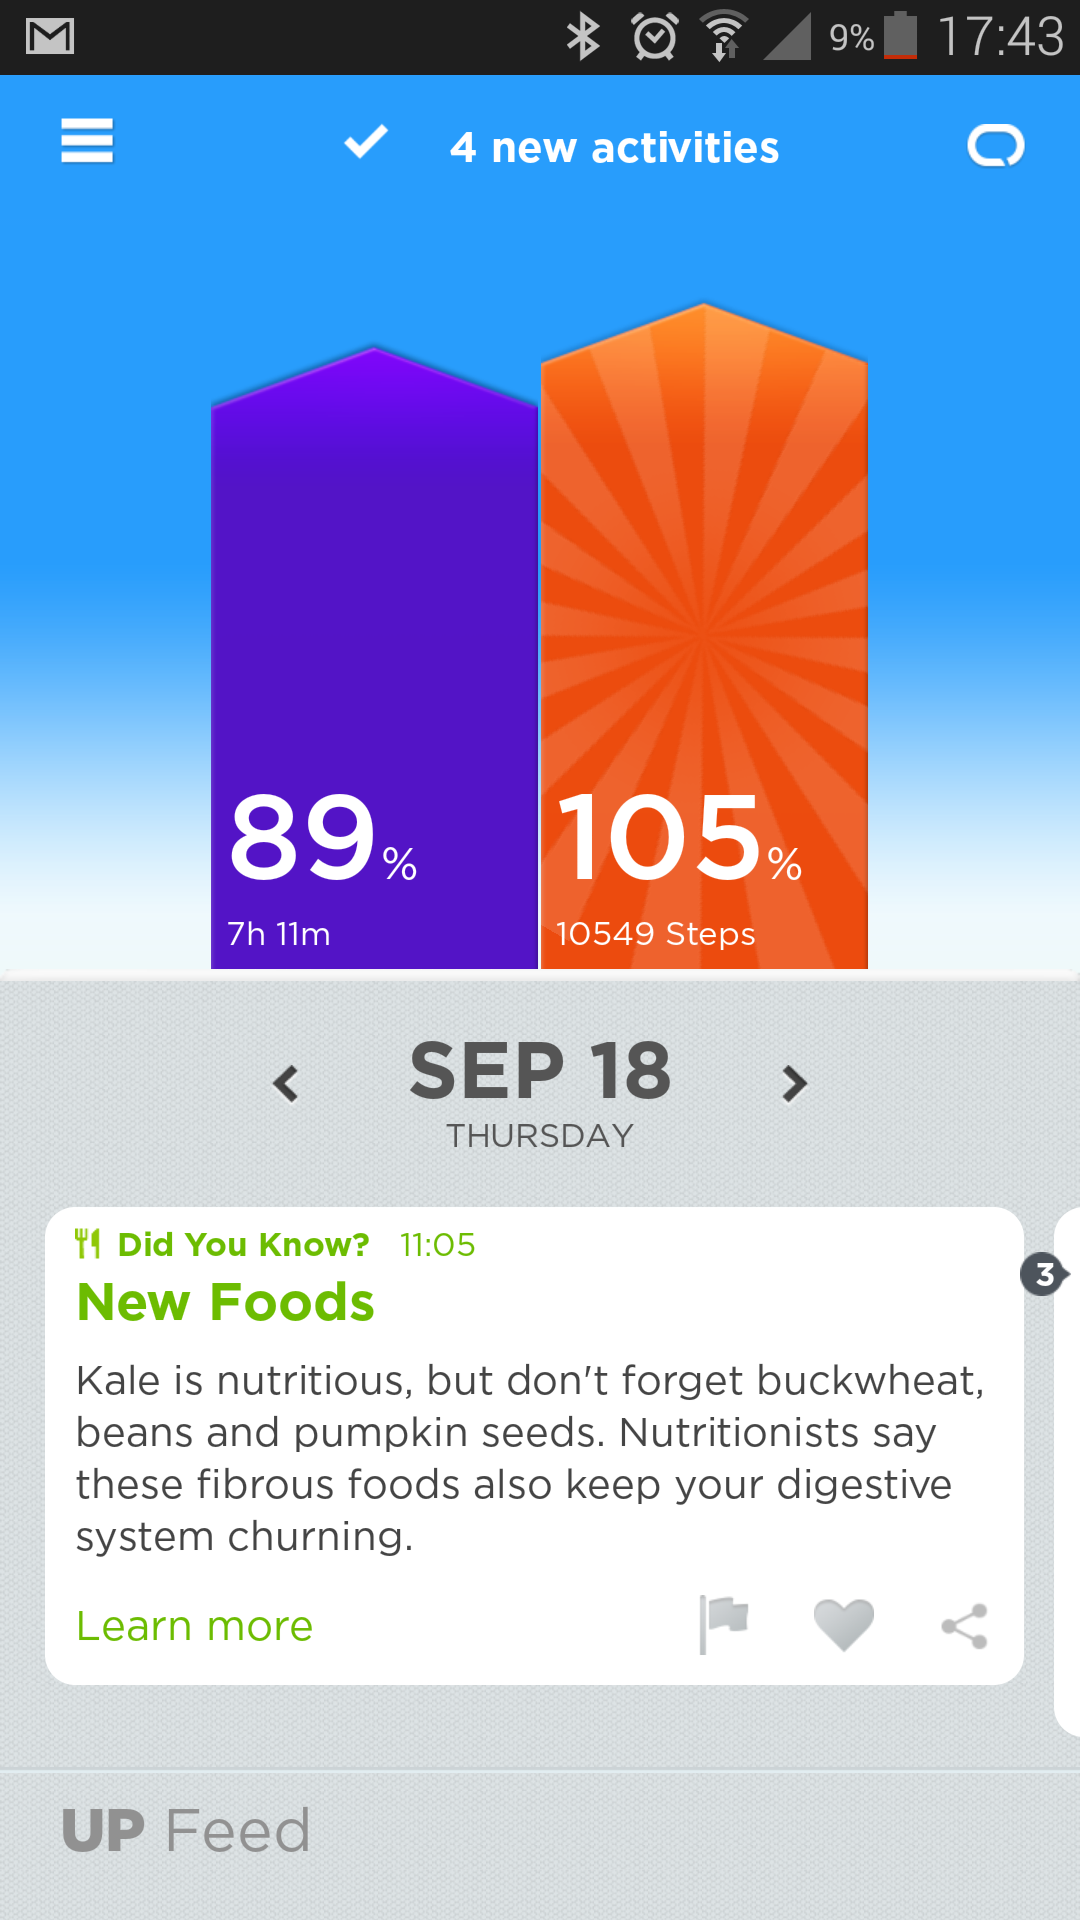 9% 17:43
4 new activities
89% 105%
7h 11m 10549 Steps
SEP 18
THURSDAY
Did You Know? 11:05
3
New Foods
Kale is nutritious, but don't forget buckwheat,
beans and pumpkin seeds. Nutritionists say
these fibrous foods also keep your digestive
system churning.
Learn more
UP Feed